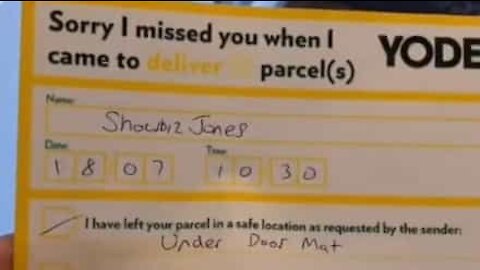 Sorry I missed you when I
came to deliver parcel(s)
YODE
Name:
Showbiz Jones
Date: Time:
1 8 0 7 1 0 3 0
I have left your parcel in a safe location as requested by the sender:
Under Door Mat